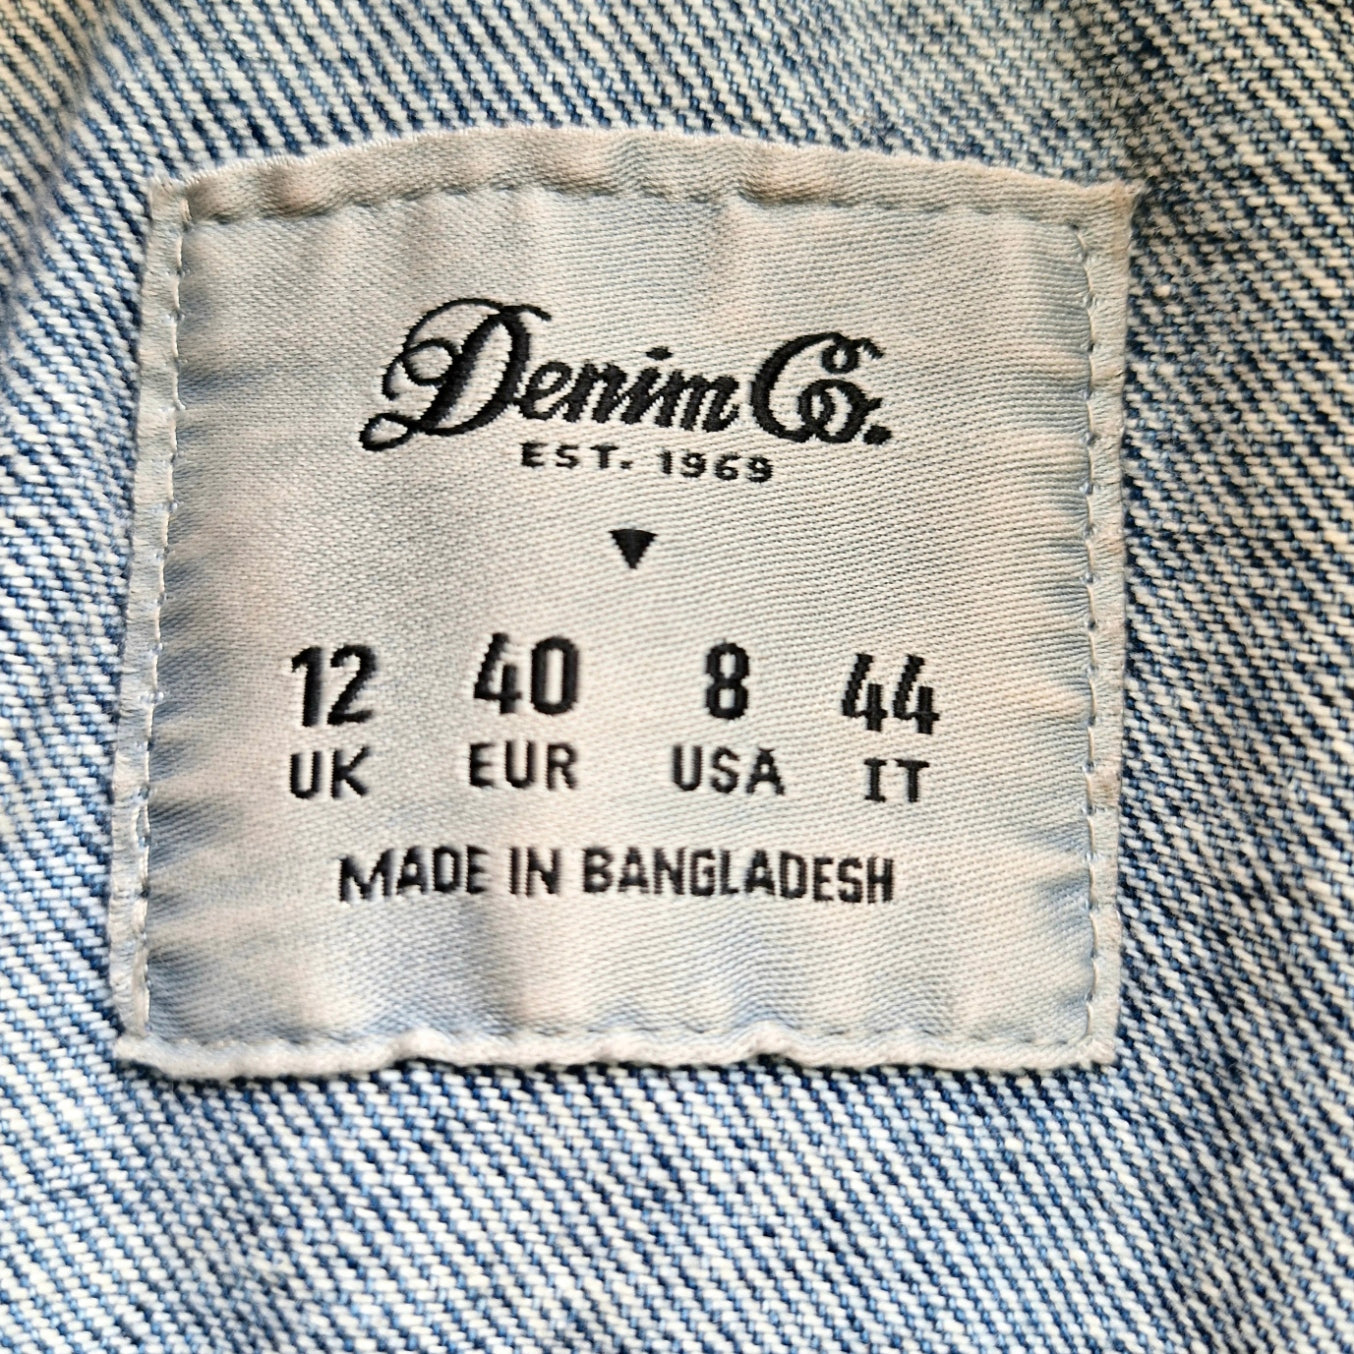 Denim Co.
EST. 1969
12 40 8 44
UK EUR USA IT
MADE IN BANGLADESH